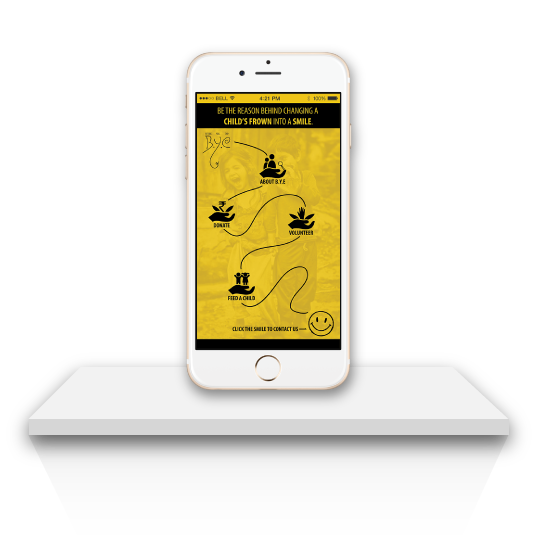 BELL 4:21 PM 100%
BE THE REASON BEHIND CHANGING A
CHILD'S FROWN INTO A SMILE.
B.Y.E
ABOUT B.Y.E
DONATE
VOLUNTEER
FEED A CHILD
CLICK THE SMILE TO CONTACT US